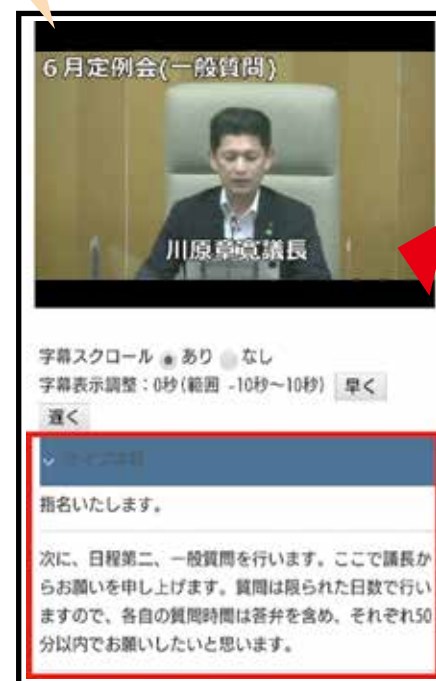 6月定例会(一般質問)
川原章寛議長
字幕スクロール あり なし
字幕表示調整：0秒(範囲 -10秒～10秒) 早く
遅く
指名いたします。
次に、日程第二、一般質問を行います。ここで議長か
らお願いを申し上げます。質問は限られた日数で行い
ますので、各自の質問時間は答弁を含め、それぞれ50
分以内でお願いしたいと思います。